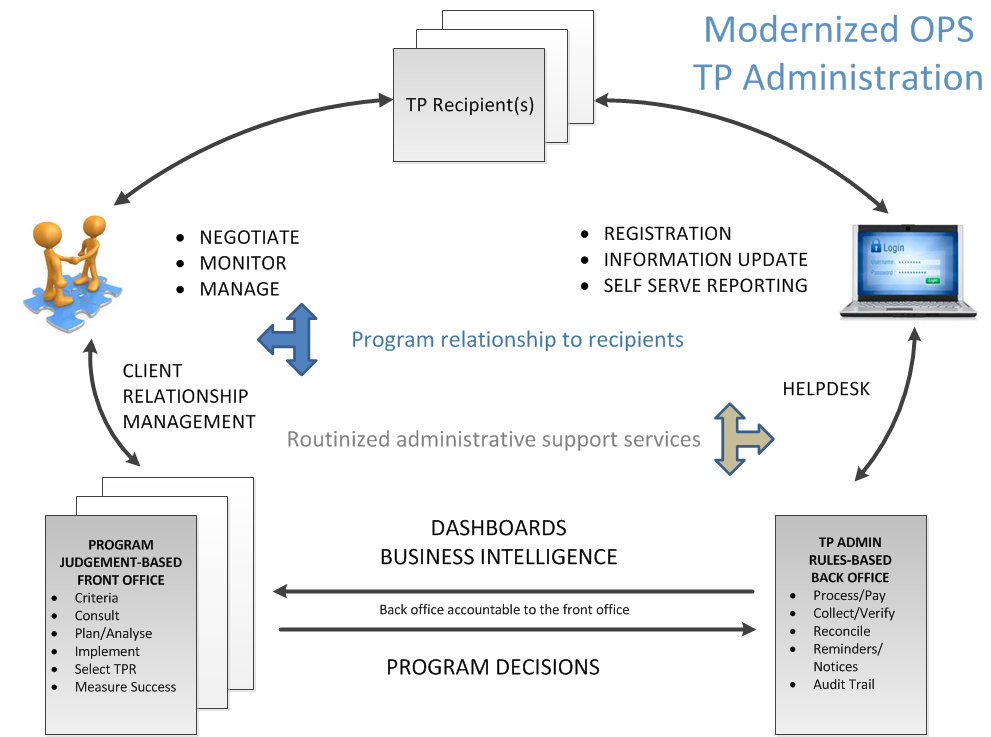 Modernized OPS
TP Administration
TP Recipient(s)
• NEGOTIATE
• MONITOR
• MANAGE
• REGISTRATION
• INFORMATION UPDATE
• SELF SERVE REPORTING
Login
Username:
Password:
Login
Program relationship to recipients
CLIENT
RELATIONSHIP
MANAGEMENT
HELPDESK
Routinized administrative support services
PROGRAM
JUDGEMENT-BASED
FRONT OFFICE
• Criteria
• Consult
• Plan/Analyse
• Implement
• Select TPR
• Measure Success
DASHBOARDS
BUSINESS INTELLIGENCE
Back office accountable to the front office
PROGRAM DECISIONS
TP ADMIN
RULES-BASED
BACK OFFICE
• Process/Pay
• Collect/Verify
• Reconcile
• Reminders/
Notices
• Audit Trail